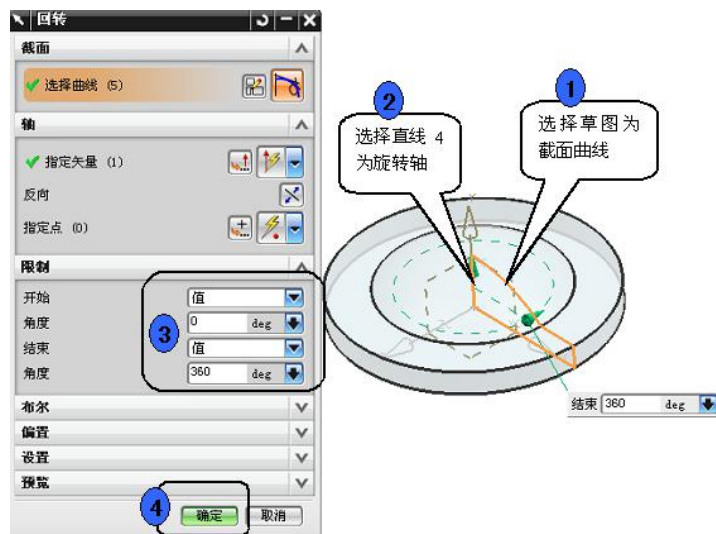 回转
截面
选择曲线 (5)
轴
指定矢量 (1)
反向
指定点 (0)
限制
开始 值
角度 0 deg
结束 值
角度 360 deg
布尔
偏置
设置
预览
确定 取消
3
4
2
选择直线 4
为旋转轴
1
选择草图为
截面曲线
结束 360 deg